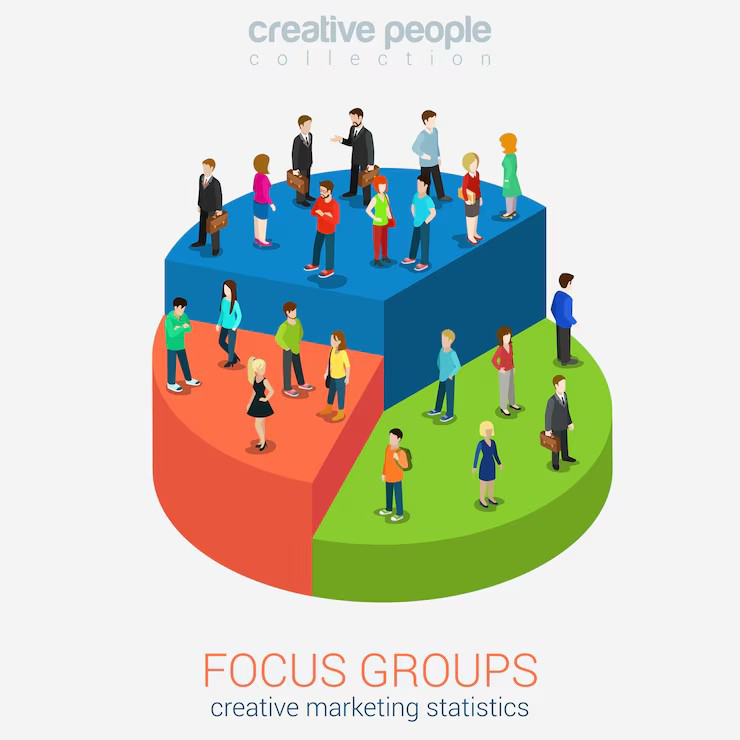 creative people
collection
FOCUS GROUPS
creative marketing statistics